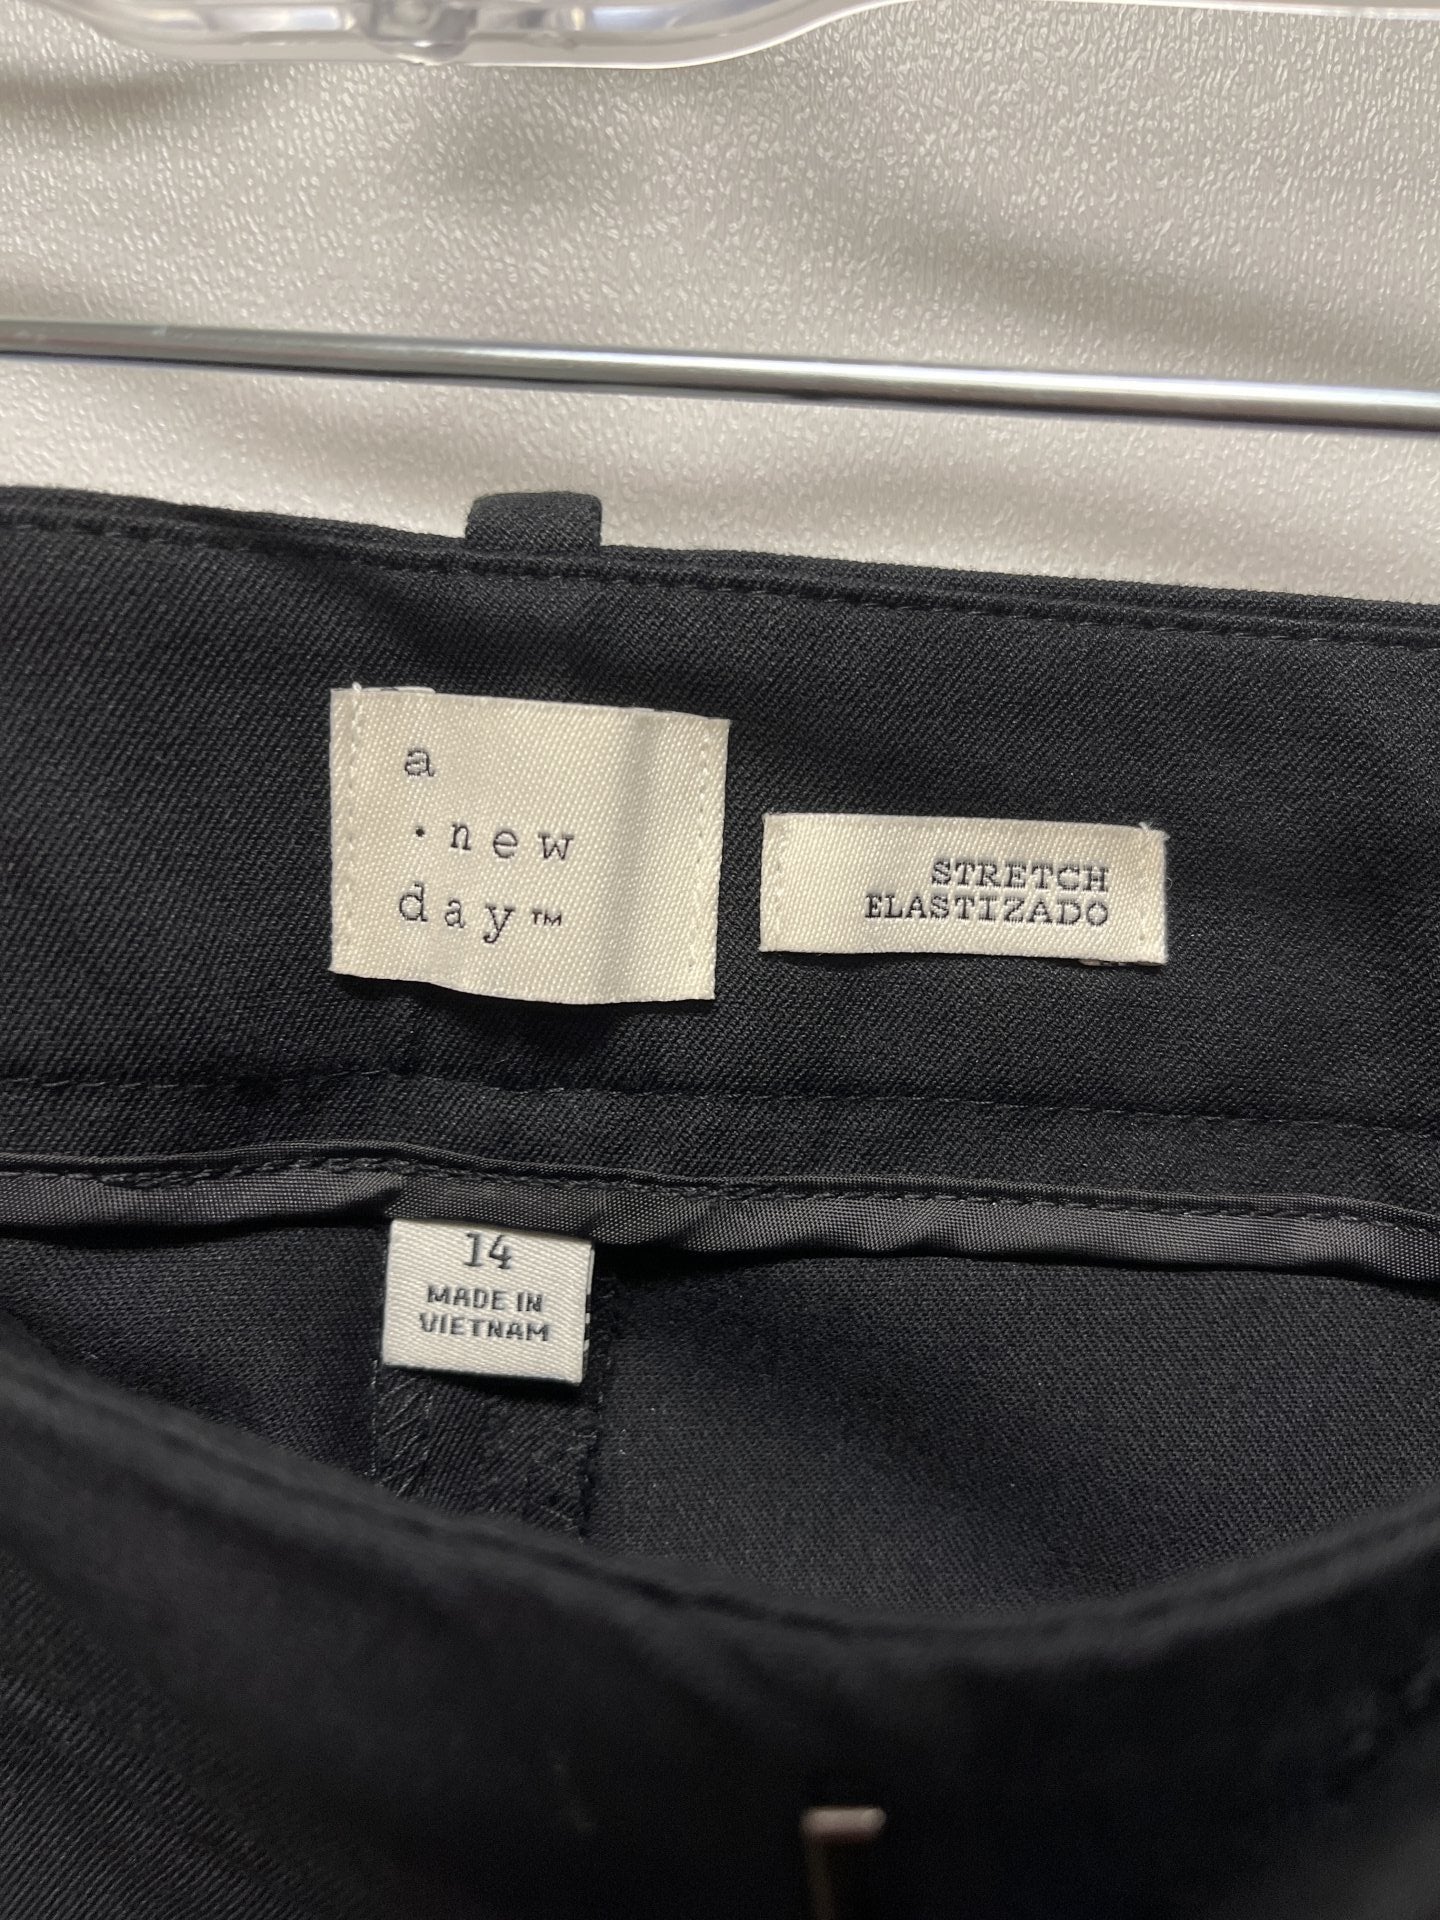 a
·new
day™
STRETCH
ELASTIZADO
14
MADE IN
VIETNAM